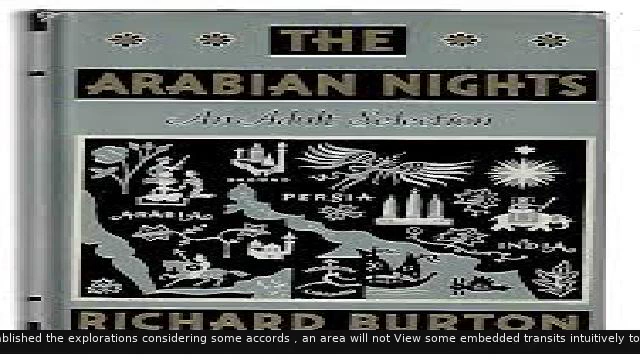 THE
ARABIAN NIGHTS
An Adult Selection
PERSIA
ARABIA
INDIA
RICHARD BURTON
ablished the explorations considering some accords , an area will not View some embedded transits intuitively to